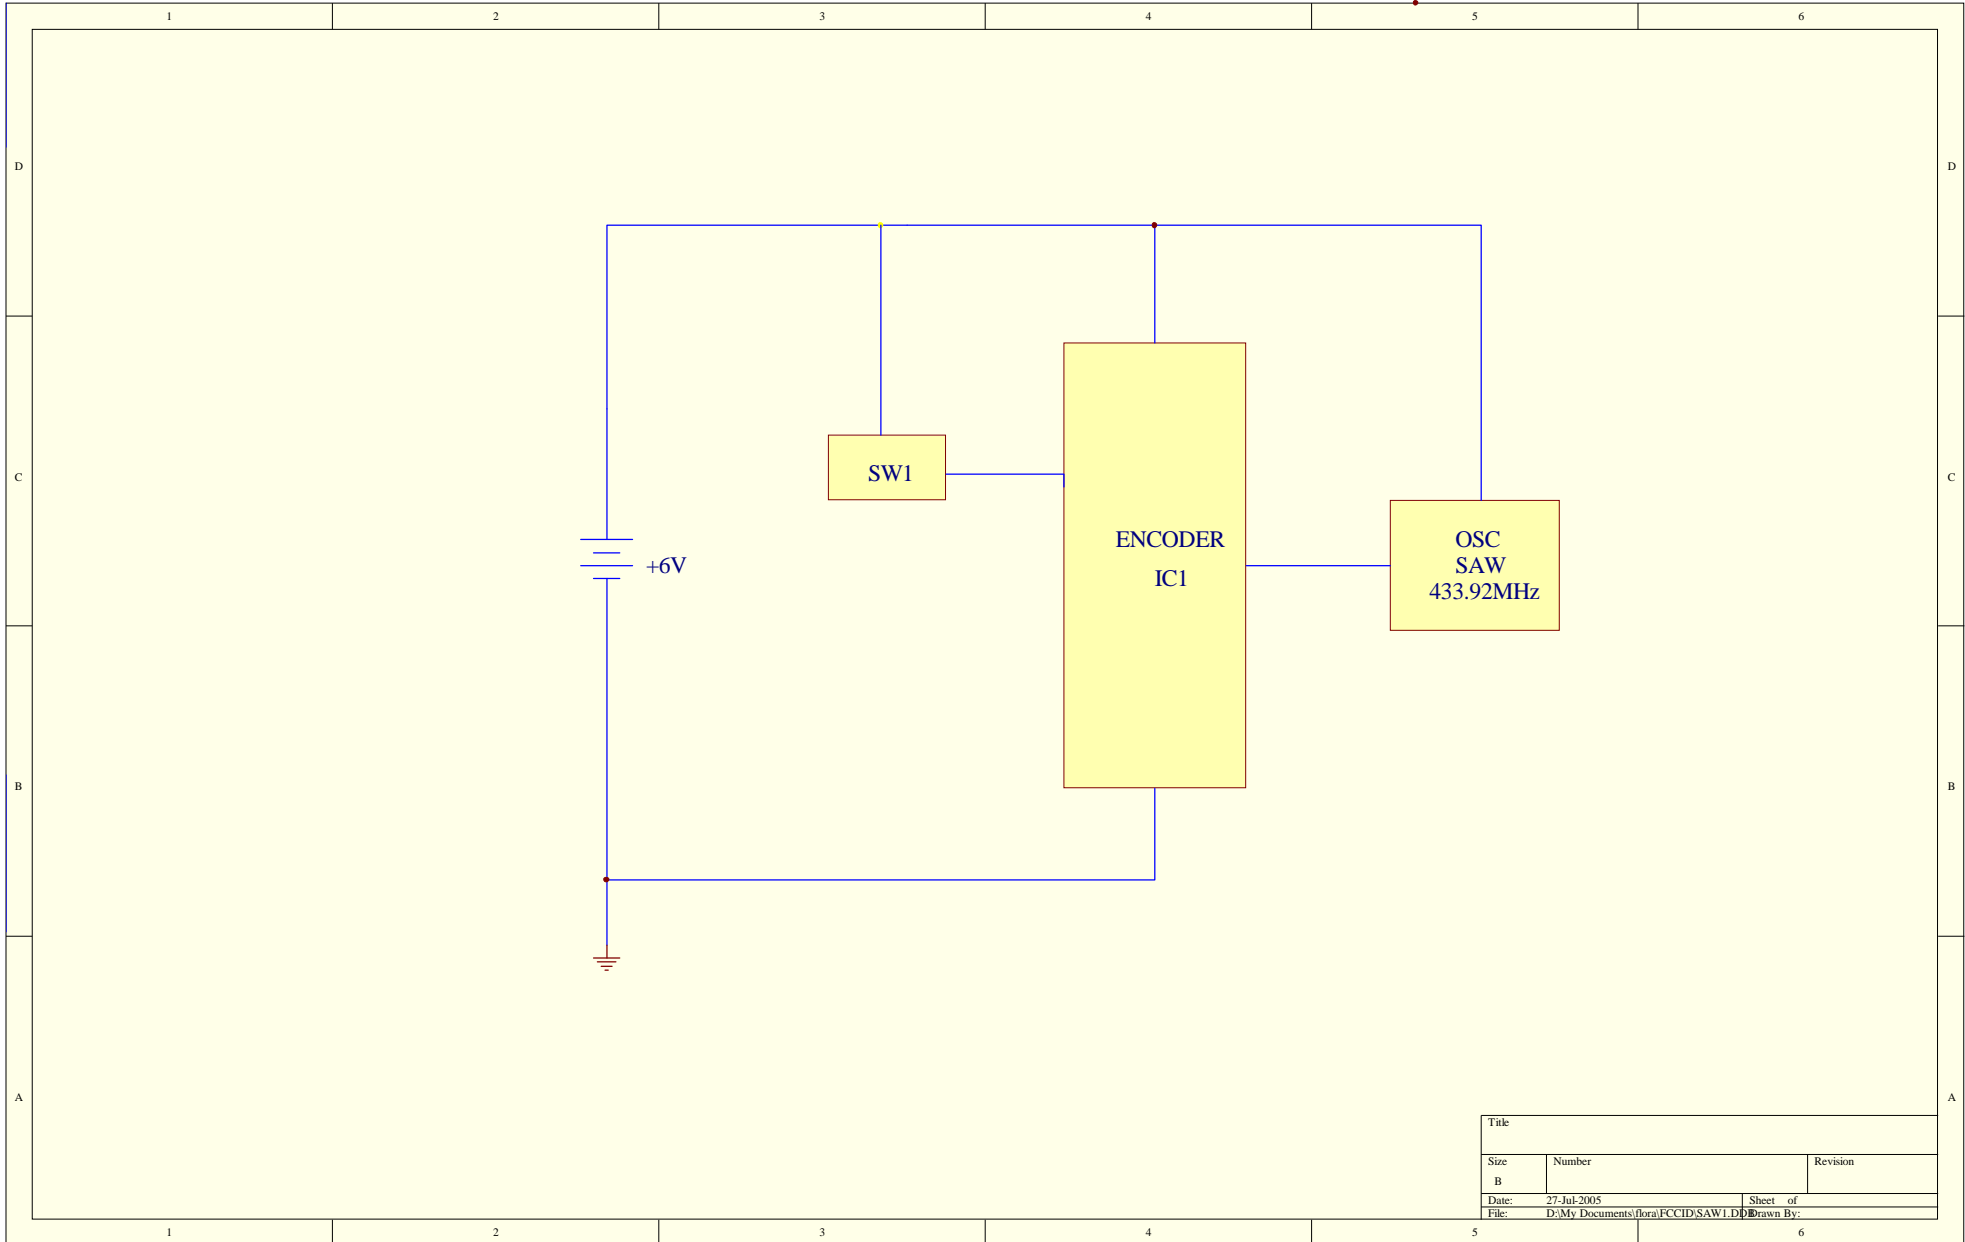 1 2 3 4 5 6
D D
SW1
C C
ENCODER
IC1
+6V
OSC
SAW
433.92MHz
B B
A A
Title
Size Number Revision
B
Date: 27-Jul-2005 Sheet of
File: D:\My Documents\flora\FCCID\SAW1.DDB Drawn By:
1 2 3 4 5 6